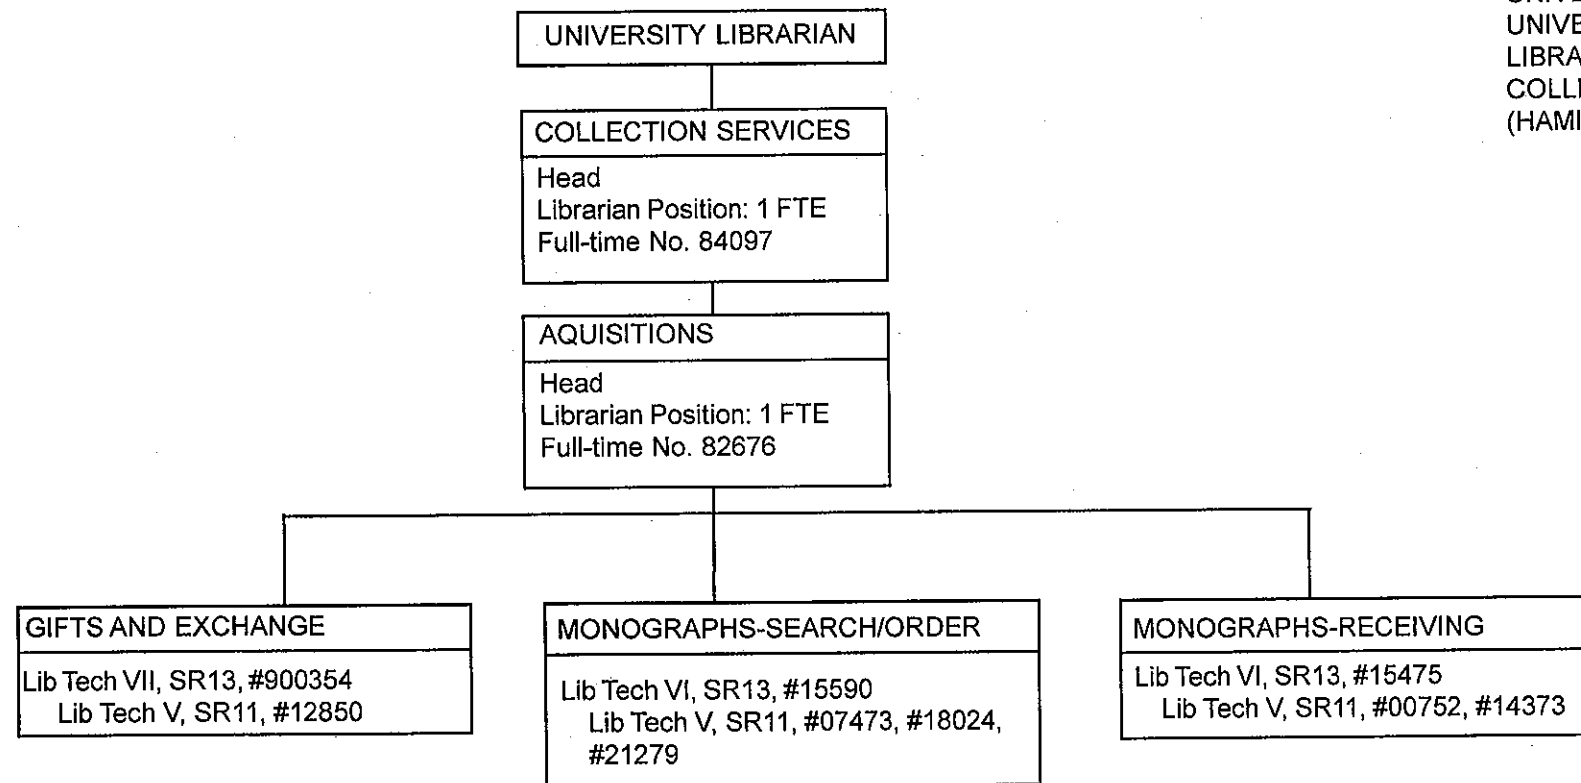 UNIVERSITY LIBRARIAN
COLLECTION SERVICES
Head
Librarian Position: 1 FTE
Full-time No. 84097
AQUISITIONS
Head
Librarian Position: 1 FTE
Full-time No. 82676
GIFTS AND EXCHANGE
Lib Tech VII, SR13, #900354
Lib Tech V, SR11, #12850
MONOGRAPHS-SEARCH/ORDER
Lib Tech VI, SR13, #15590
Lib Tech V, SR11, #07473, #18024,
#21279
MONOGRAPHS-RECEIVING
Lib Tech VI, SR13, #15475
Lib Tech V, SR11, #00752, #14373